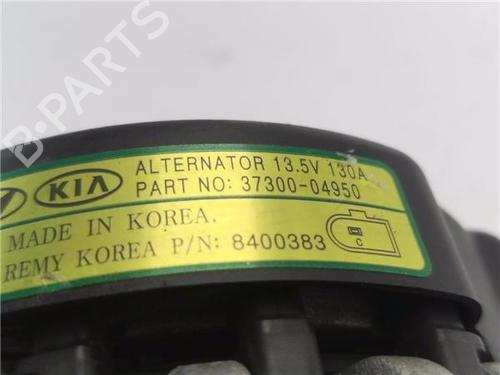 ALTERNATOR 13.5V 130A
KIA
PART NO: 37300-04950
MADE IN KOREA.
REMY KOREA P/N: 8400383
C
B-PARTS